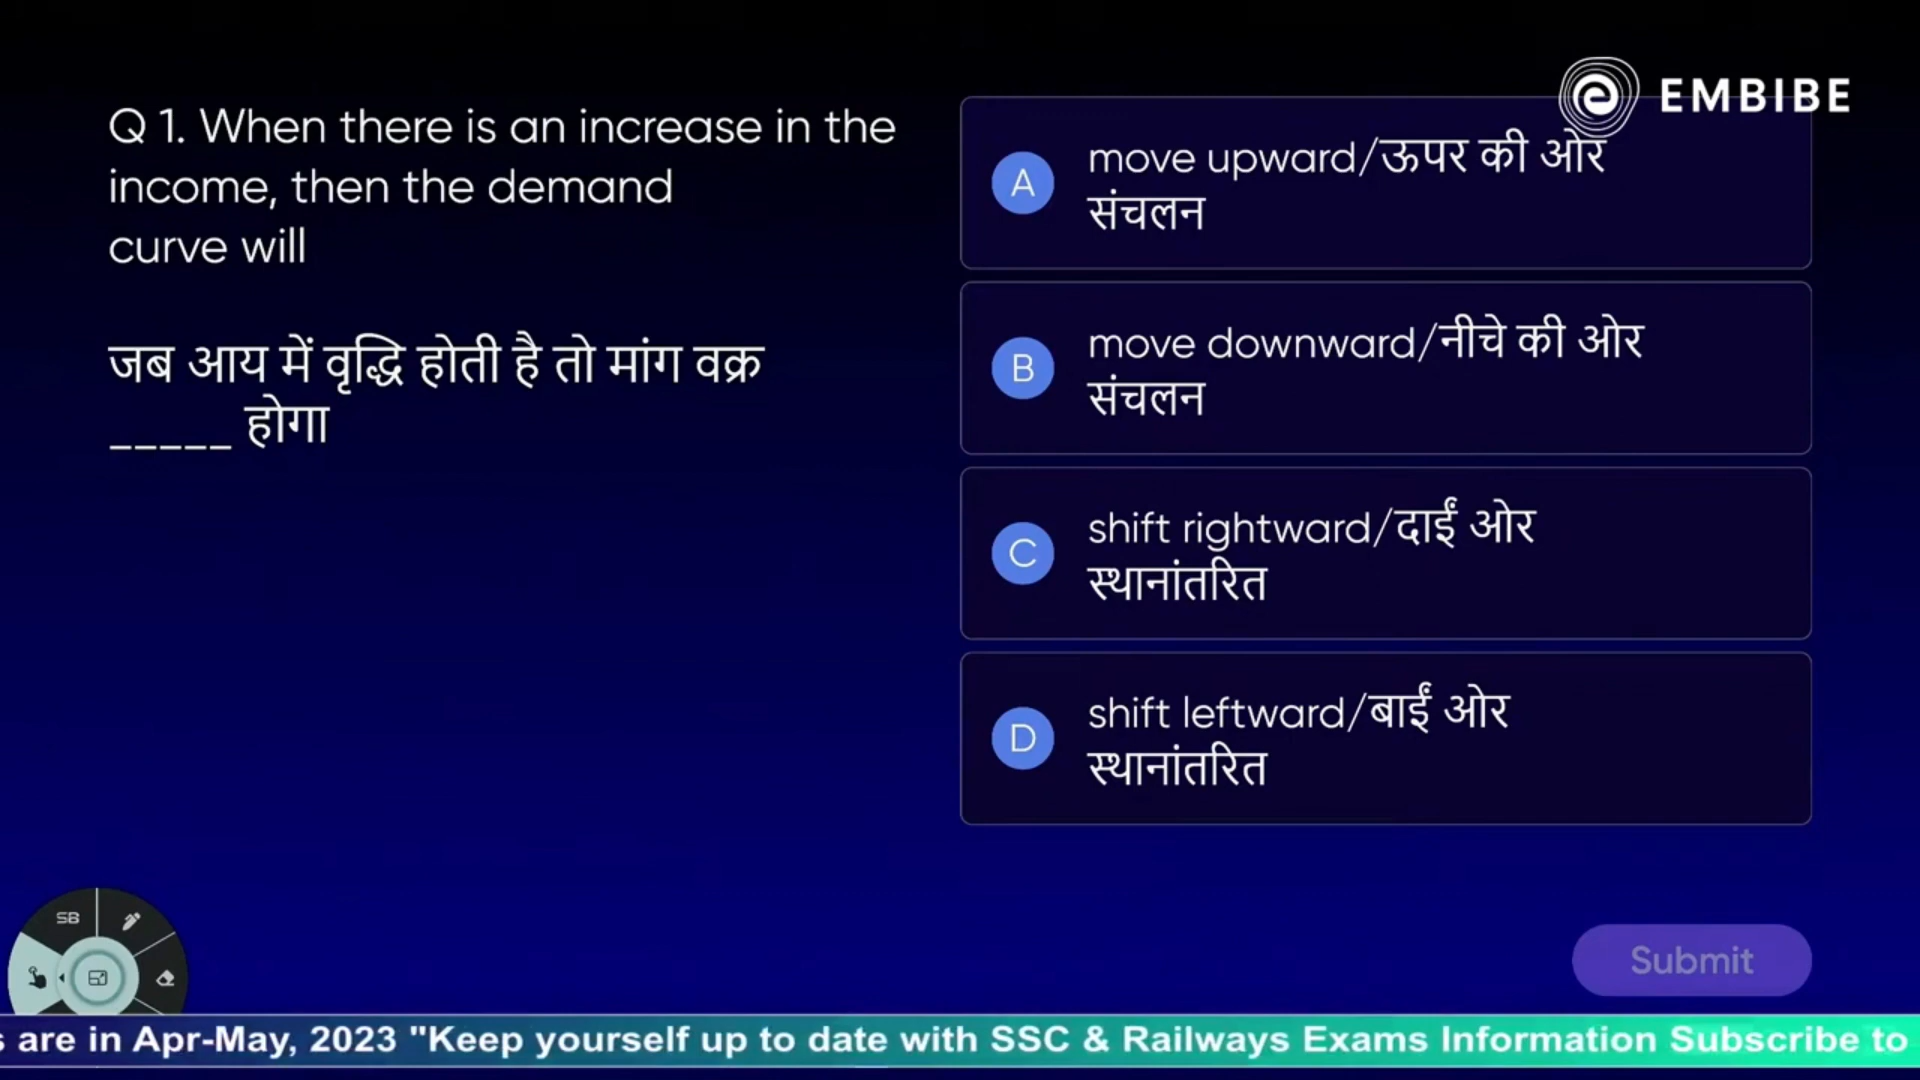 EMBIBE
Q 1. When there is an increase in the
income, then the demand
curve will
जब आय में वृद्धि होती है तो मांग वक्र
_____ होगा
A
move upward/ऊपर की ओर
संचलन
B
move downward/नीचे की ओर
संचलन
C
shift rightward/दाईं ओर
स्थानांतरित
D
shift leftward/बाईं ओर
स्थानांतरित
SB
Submit
s are in Apr-May, 2023 "Keep yourself up to date with SSC & Railways Exams Information Subscribe to